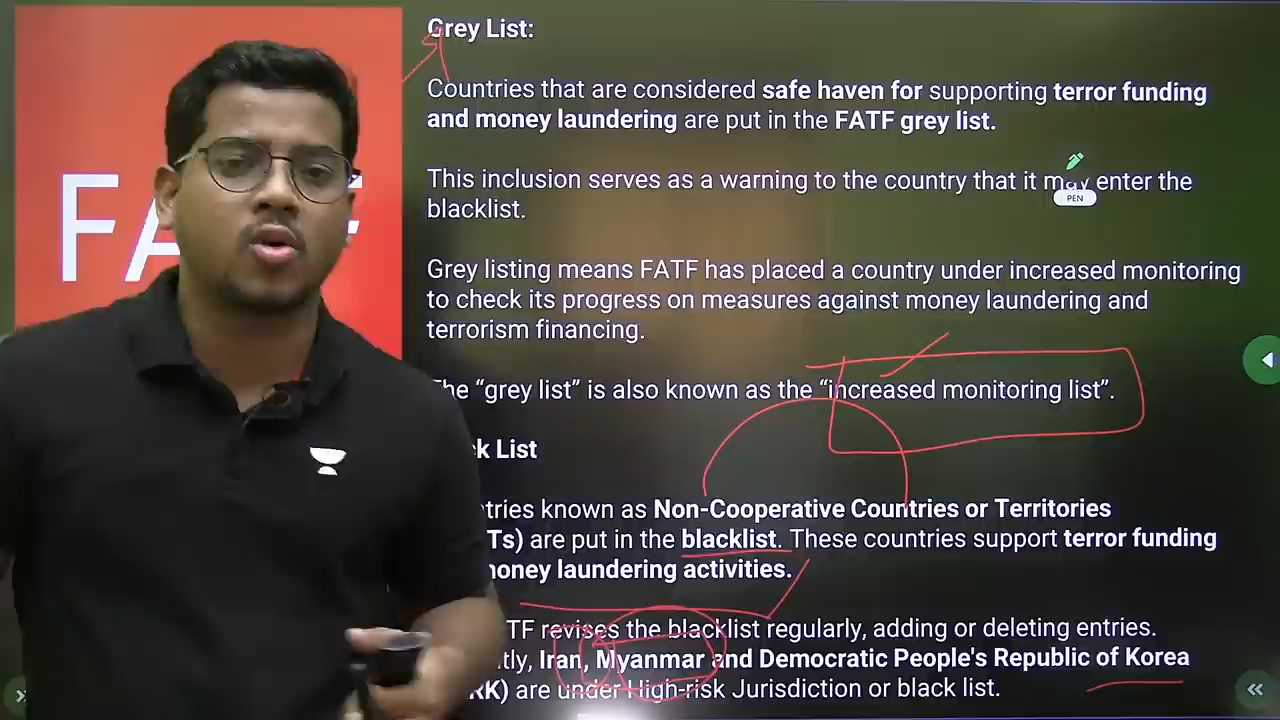 FA F
Grey List:
Countries that are considered safe haven for supporting terror funding
and money laundering are put in the FATF grey list.
This inclusion serves as a warning to the country that it may enter the
blacklist.
PEN
Grey listing means FATF has placed a country under increased monitoring
to check its progress on measures against money laundering and
terrorism financing.
The “grey list” is also known as the “increased monitoring list”.
k List
tries known as Non-Cooperative Countries or Territories
Ts) are put in the blacklist. These countries support terror funding
money laundering activities.
TF revises the blacklist regularly, adding or deleting entries.
tly, Iran, Myanmar and Democratic People's Republic of Korea
RK) are under High-risk Jurisdiction or black list.